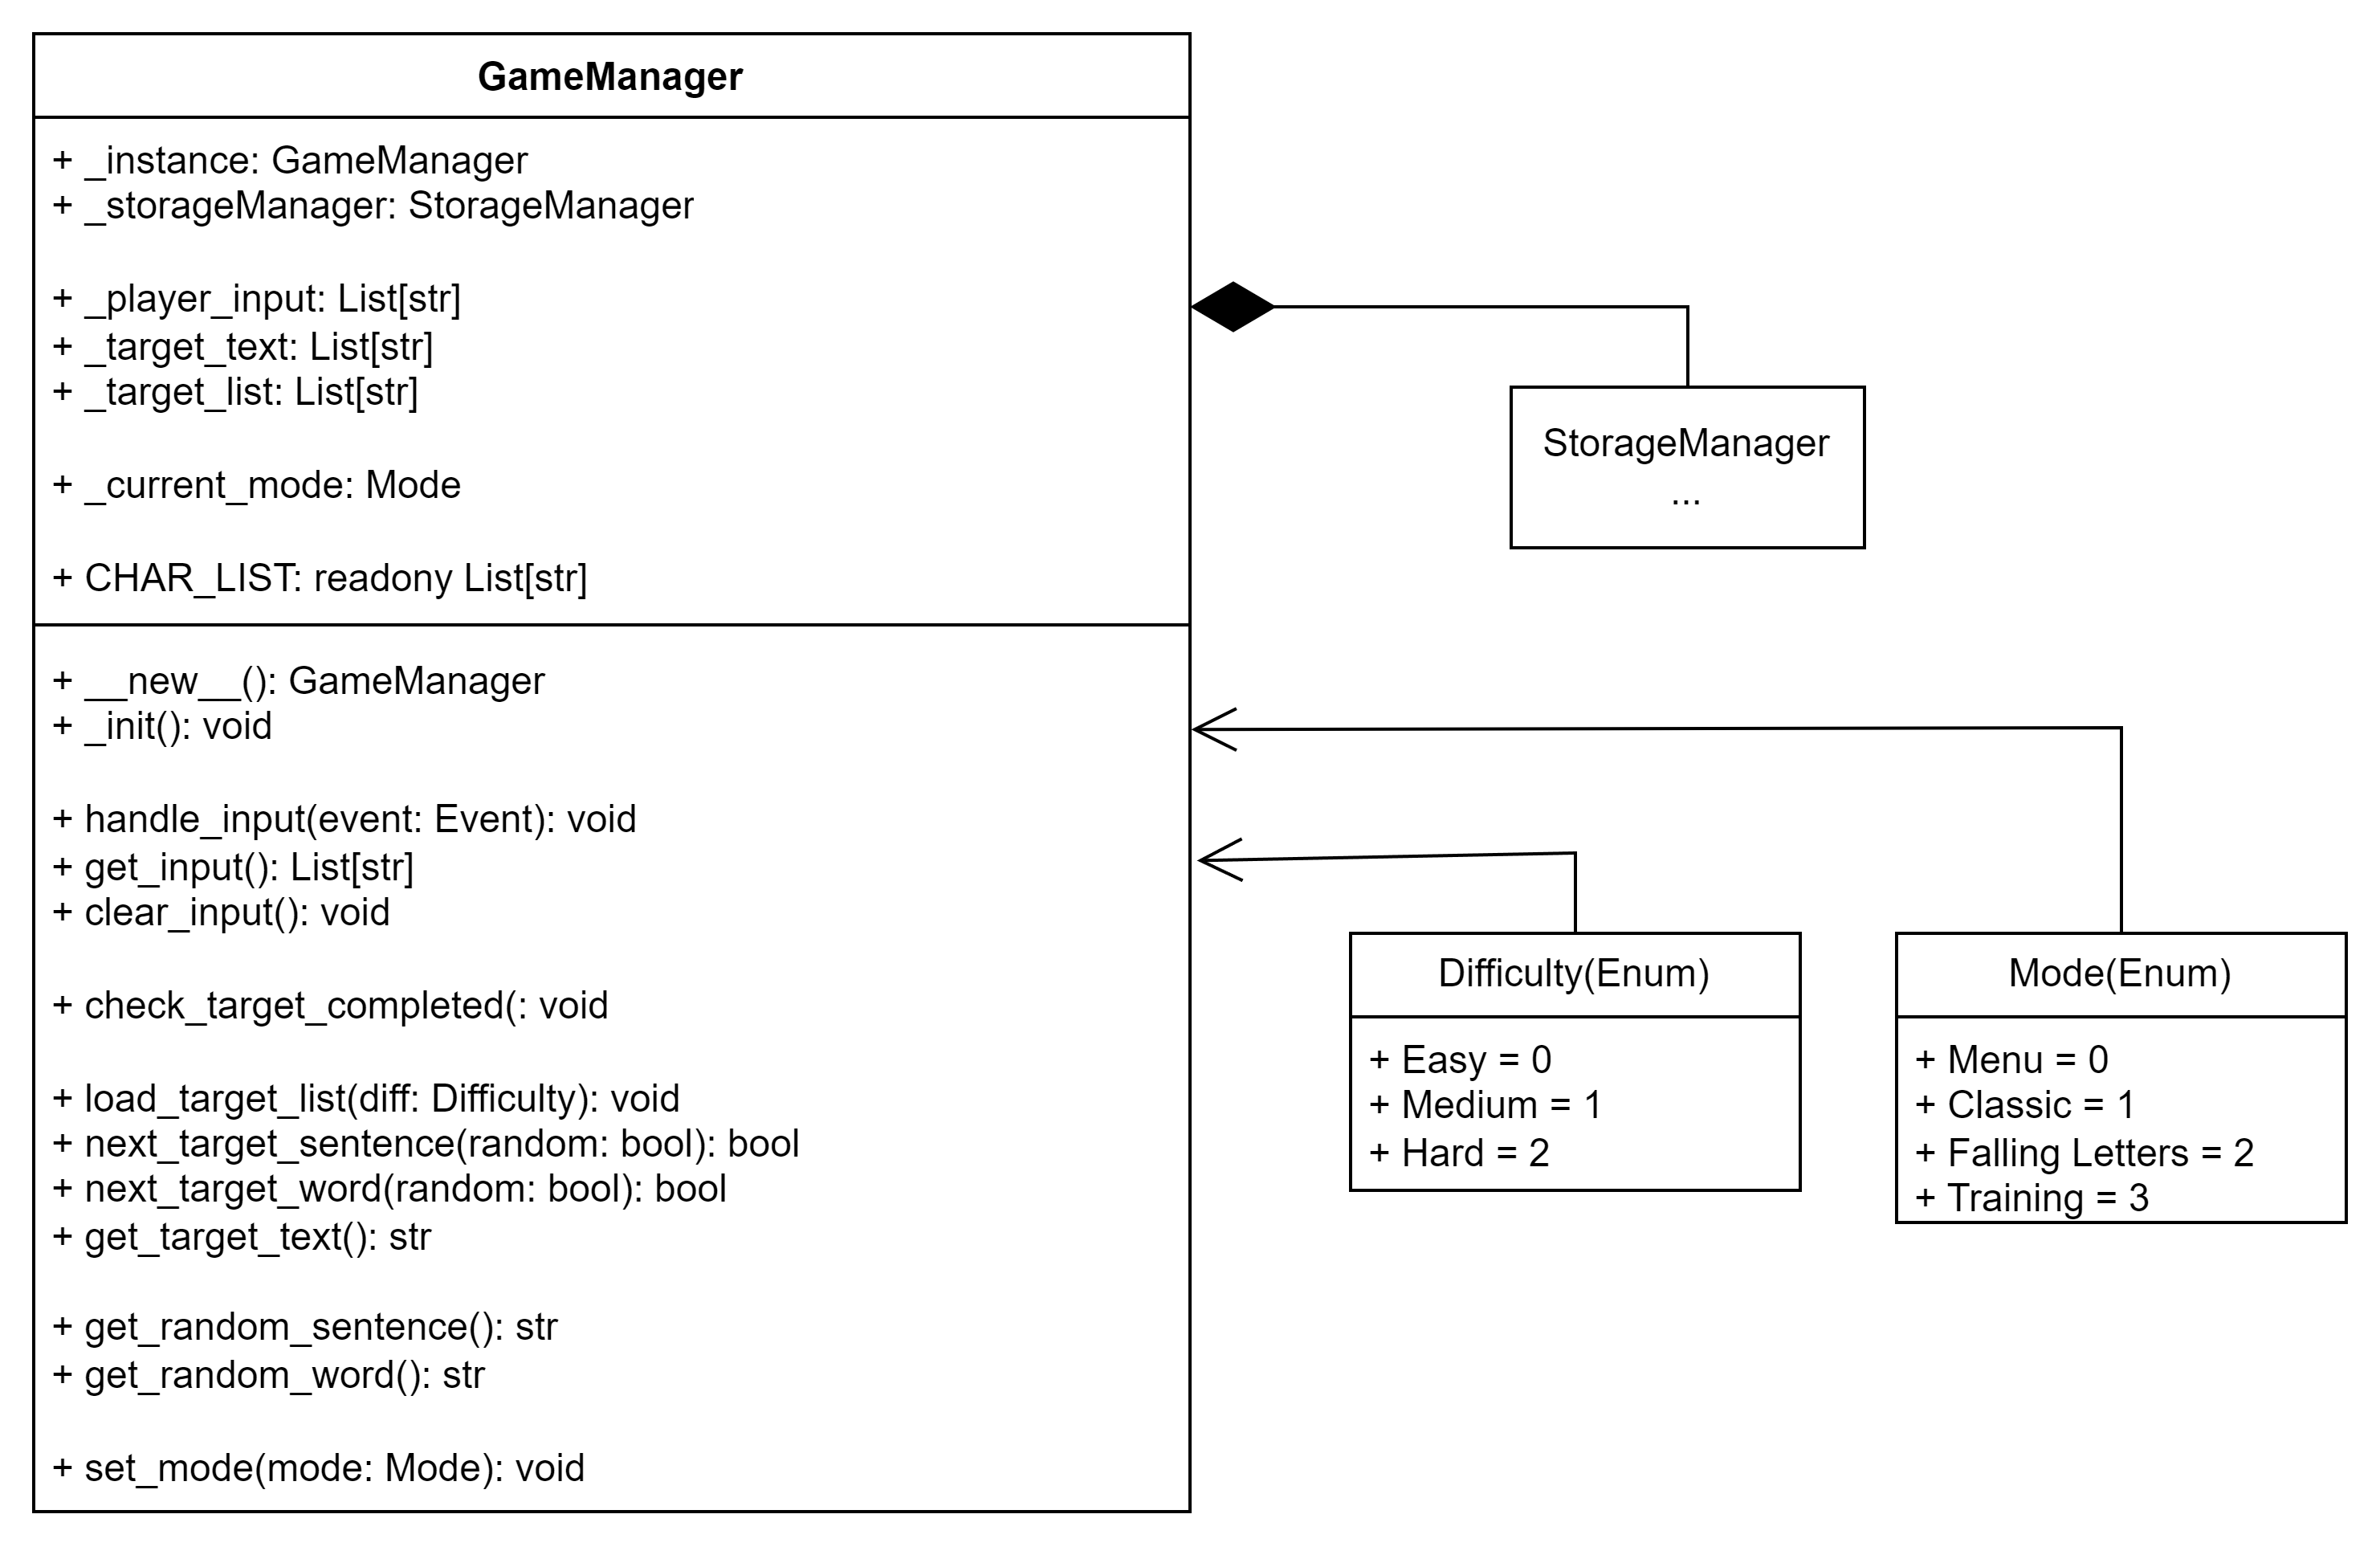 GameManager
+ _instance: GameManager
+ _storageManager: StorageManager
+ _player_input: List[str]
+ _target_text: List[str]
+ _target_list: List[str]
+ _current_mode: Mode
+ CHAR_LIST: readony List[str]
+ __new__(): GameManager
+ _init(): void
+ handle_input(event: Event): void
+ get_input(): List[str]
+ clear_input(): void
+ check_target_completed(: void
+ load_target_list(diff: Difficulty): void
+ next_target_sentence(random: bool): bool
+ next_target_word(random: bool): bool
+ get_target_text(): str
+ get_random_sentence(): str
+ get_random_word(): str
+ set_mode(mode: Mode): void
StorageManager
...
Difficulty(Enum)
+ Easy = 0
+ Medium = 1
+ Hard = 2
Mode(Enum)
+ Menu = 0
+ Classic = 1
+ Falling Letters = 2
+ Training = 3